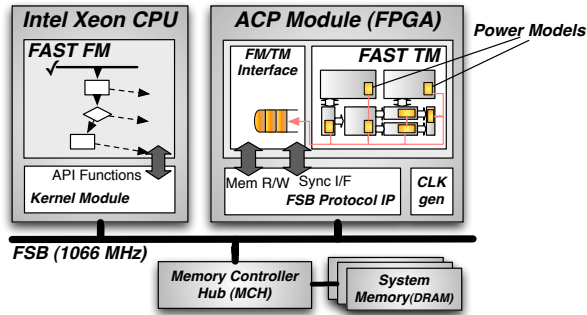 Intel Xeon CPU
FAST FM
API Functions
Kernel Module
ACP Module (FPGA)
FM/TM
Interface
FAST TM
Power Models
Mem R/W
Sync I/F
FSB Protocol IP
CLK
gen
FSB (1066 MHz)
Memory Controller
Hub (MCH)
System
Memory(DRAM)